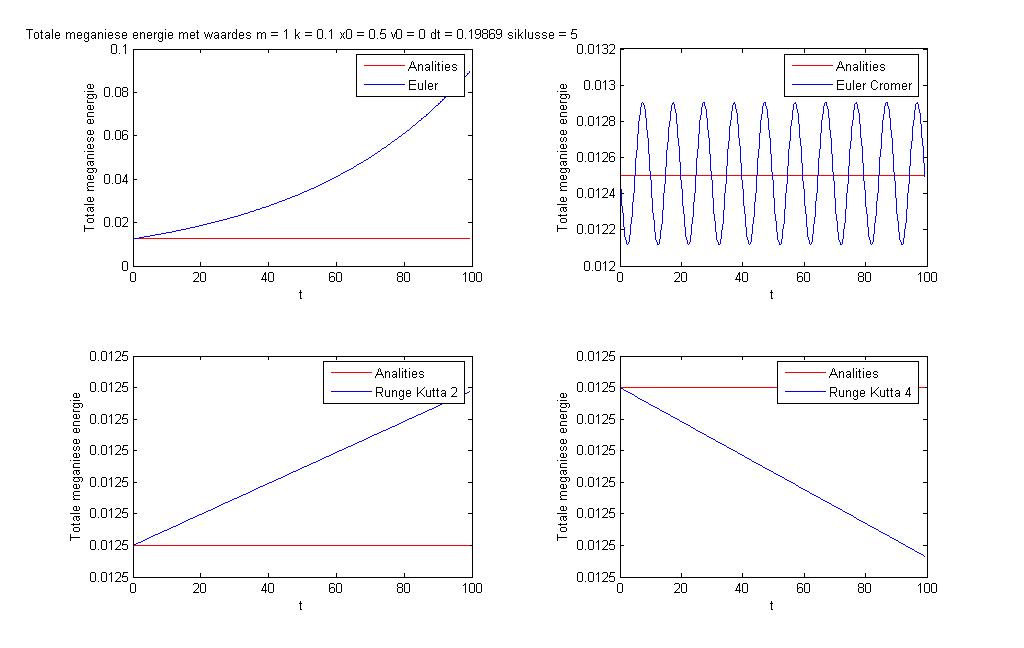 Totale meganiese energie met waardes m = 1 k = 0.1 x0 = 0.5 v0 = 0 dt = 0.19869 siklusse = 5
0.1
0.08
0.06
0.04
0.02
0
Totale meganiese energie
Analities
Euler
0 20 40 60 80 100
t
0.0132
0.013
0.0128
0.0126
0.0124
0.0122
0.012
Totale meganiese energie
Analities
Euler Cromer
0 20 40 60 80 100
t
0.0125
0.0125
0.0125
0.0125
0.0125
0.0125
0.0125
0.0125
Totale meganiese energie
Analities
Runge Kutta 2
0 20 40 60 80 100
t
0.0125
0.0125
0.0125
0.0125
0.0125
0.0125
0.0125
0.0125
Totale meganiese energie
Analities
Runge Kutta 4
0 20 40 60 80 100
t